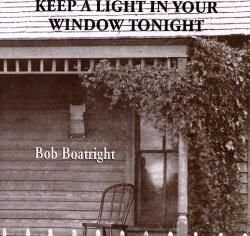 KEEP A LIGHT IN YOUR
WINDOW TONIGHT
Bob Boatright